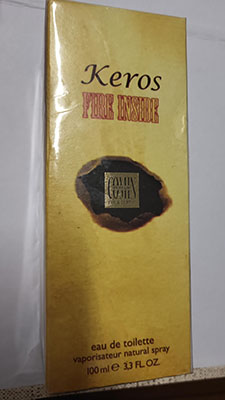 Keros
FIRE INSIDE
eau de toilette
vaporisateur natural spray
100 ml e 3,3 FL.OZ.